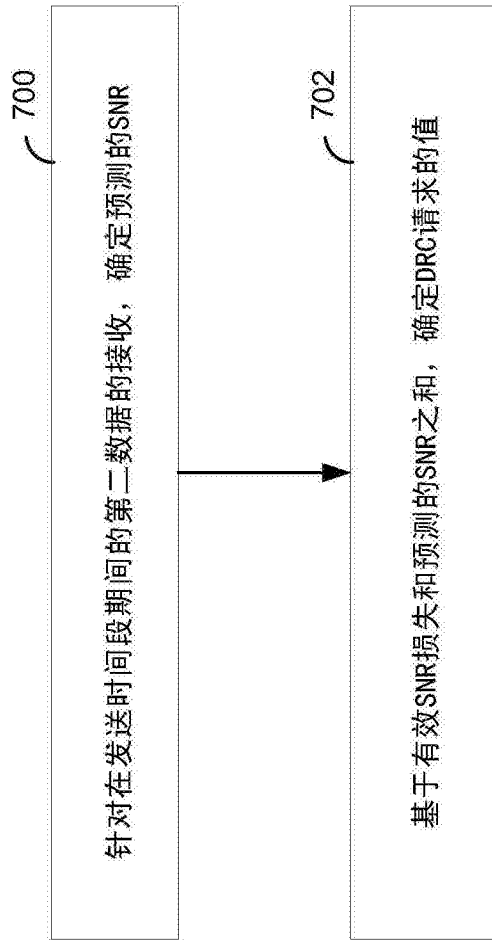 700
针对在发送时间段期间的第二数据的接收，确定预测的SNR
702
基于有效SNR损失和预测的SNR之和，确定DRC请求的值